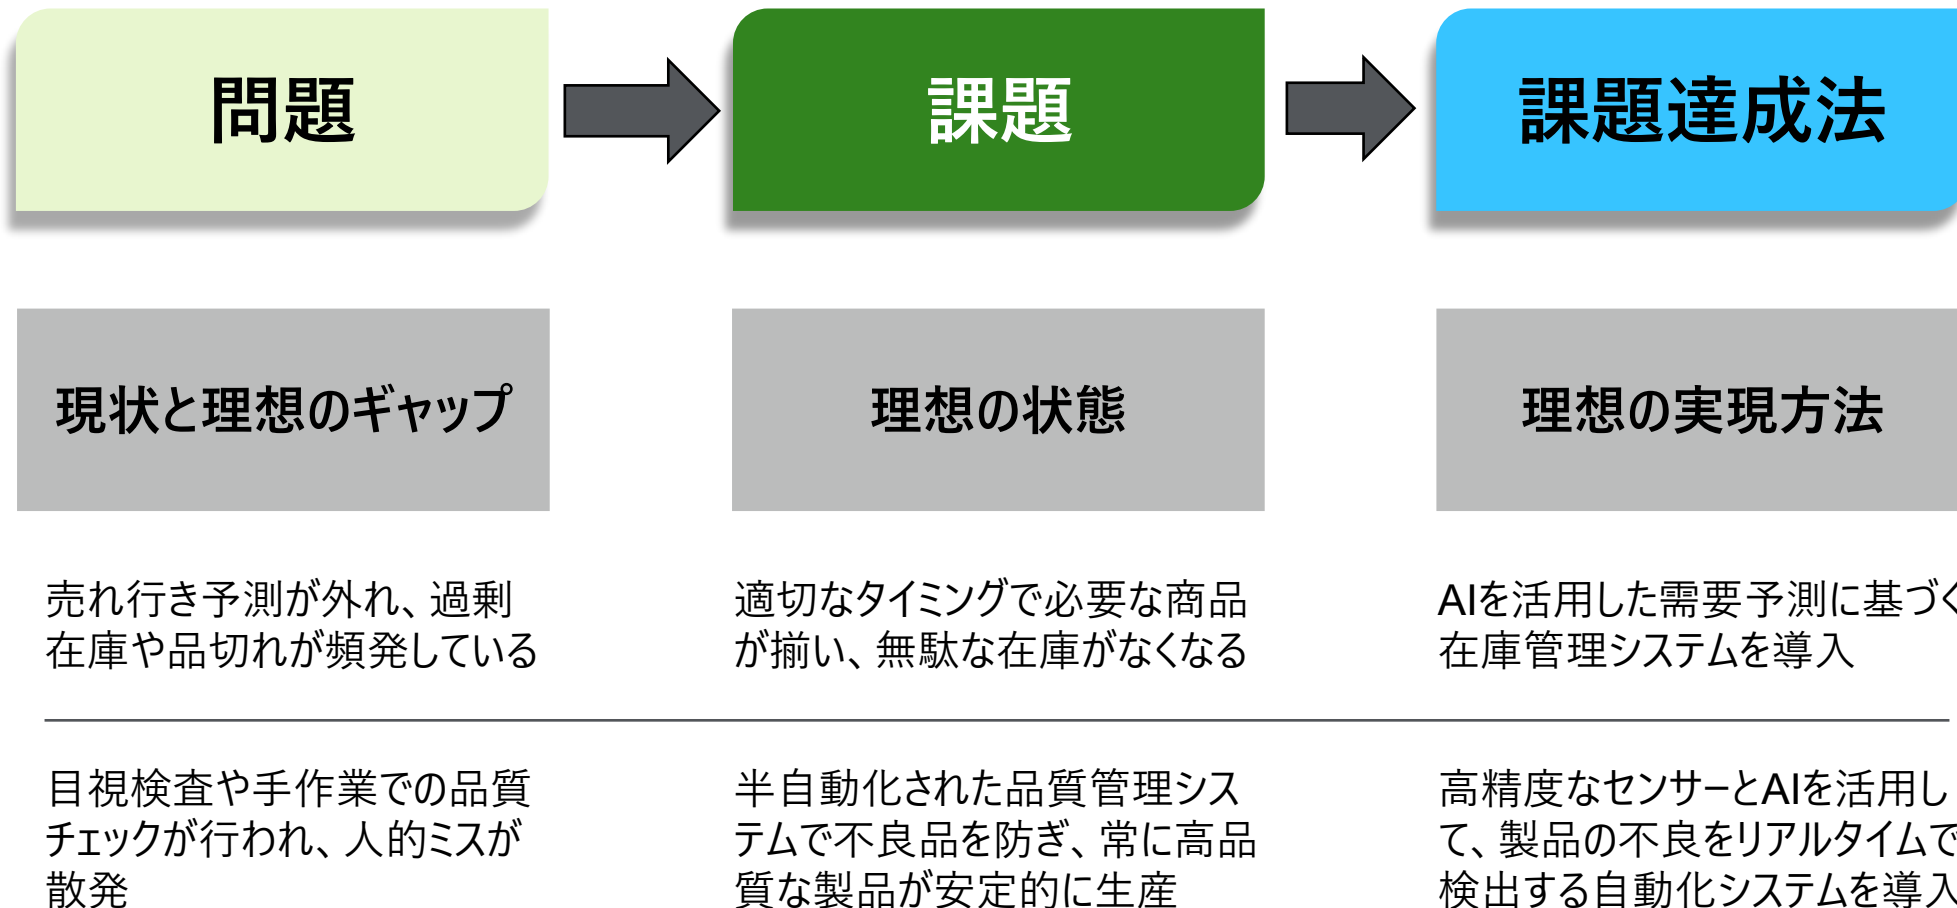 問題
課題
課題達成法
現状と理想のギャップ
理想の状態
理想の実現方法
売れ行き予測が外れ、過剰
在庫や品切れが頻発している
適切なタイミングで必要な商品
が揃い、無駄な在庫がなくなる
AIを活用した需要予測に基づく
在庫管理システムを導入
目視検査や手作業での品質
チェックが行われ、人的ミスが
散発
半自動化された品質管理シス
テムで不良品を防ぎ、常に高品
質な製品が安定的に生産
高精度なセンサーとAIを活用し
て、製品の不良をリアルタイムで
検出する自動化システムを導入